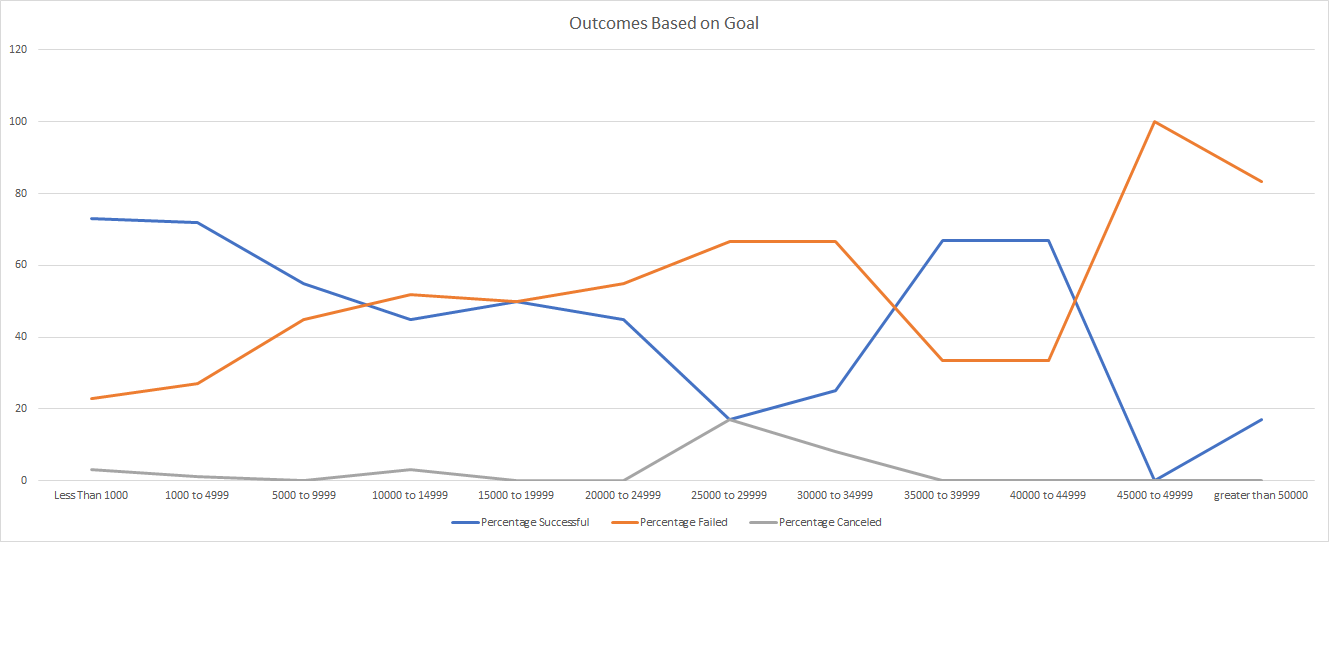 Outcomes Based on Goal
120
100
80
60
40
20
0
Less Than 1000 1000 to 4999 5000 to 9999 10000 to 14999 15000 to 19999 20000 to 24999 25000 to 29999 30000 to 34999 35000 to 39999 40000 to 44999 45000 to 49999 greater than 50000
Percentage Successful Percentage Failed Percentage Canceled